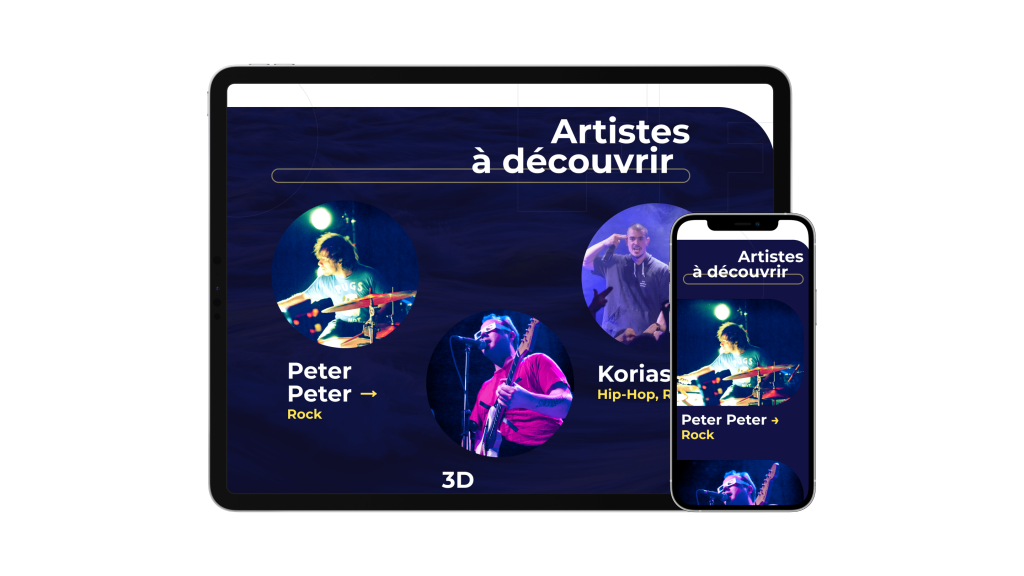 Artistes
à découvrir
Peter
Peter →
Rock
3D
Korias
Hip-Hop, R
Artistes
à découvrir
Peter Peter →
Rock